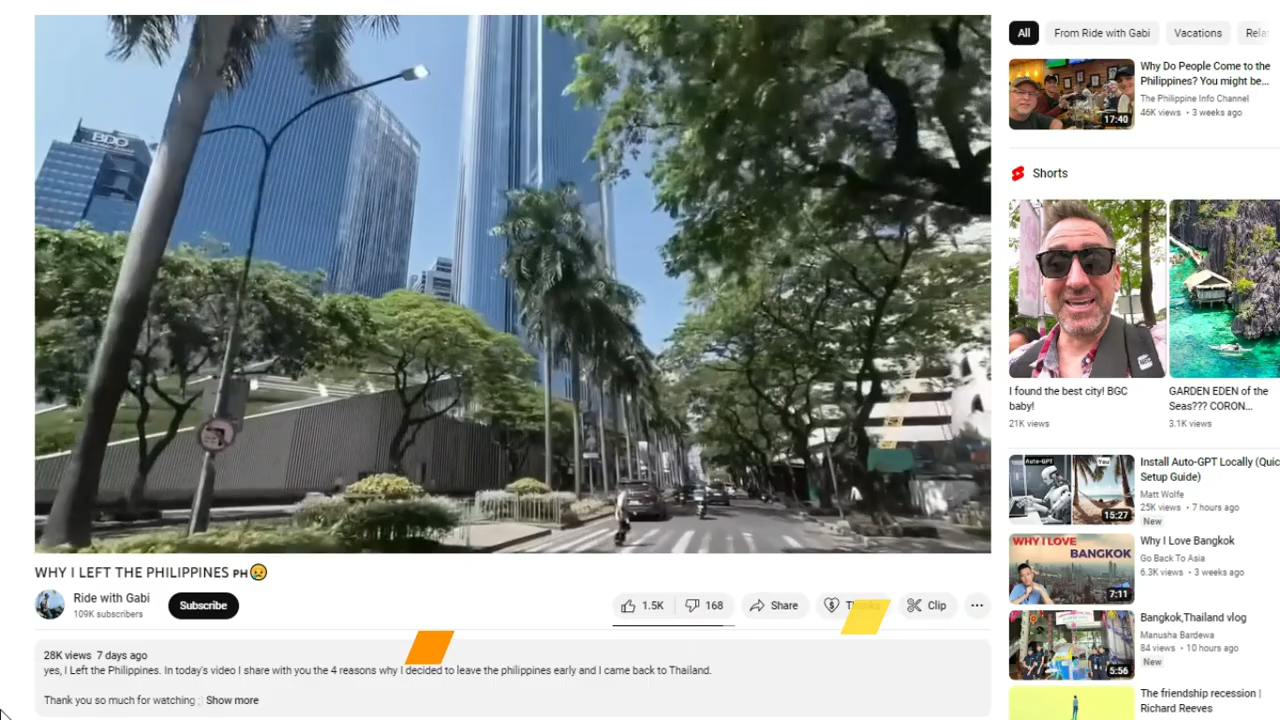 BDO
WHY I LEFT THE PHILIPPINES PH😥
Ride with Gabi
109K subscribers
Subscribe
1.5K
168
Share
Clip
28K views 7 days ago
yes, I Left the Philippines. In today's video I share with you the 4 reasons why I decided to leave the philippines early and I came back to Thailand.
Thank you so much for watching
Show more
All
From Ride with Gabi
Vacations
17:40
Why Do People Come to the
Philippines? You might be...
The Philippine Info Channel
46K views • 3 weeks ago
Shorts
I found the best city! BGC
baby!
21K views
GARDEN EDEN of the
Seas??? CORON...
3.1K views
Auto-GPT
You
15:27
Install Auto-GPT Locally (Quic
Setup Guide)
Matt Wolfe
25K views • 7 hours ago
New
WHY I LOVE
BANGKOK
7:11
Why I Love Bangkok
Go Back To Asia
6.3K views • 3 weeks ago
5:56
Bangkok,Thailand vlog
Manusha Bardewa
84 views • 10 hours ago
New
The friendship recession |
Richard Reeves